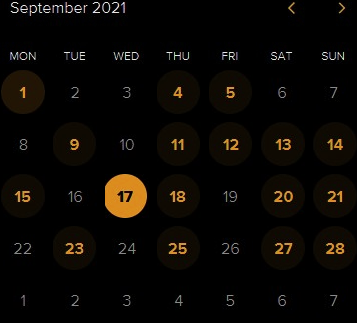 September 2021 < >
MON TUE WED THU FRI SAT SUN
1 2 3 4 5 6 7
8 9 10 11 12 13 14
15 16 17 18 19 20 21
22 23 24 25 26 27 28
1 2 3 4 5 6 7